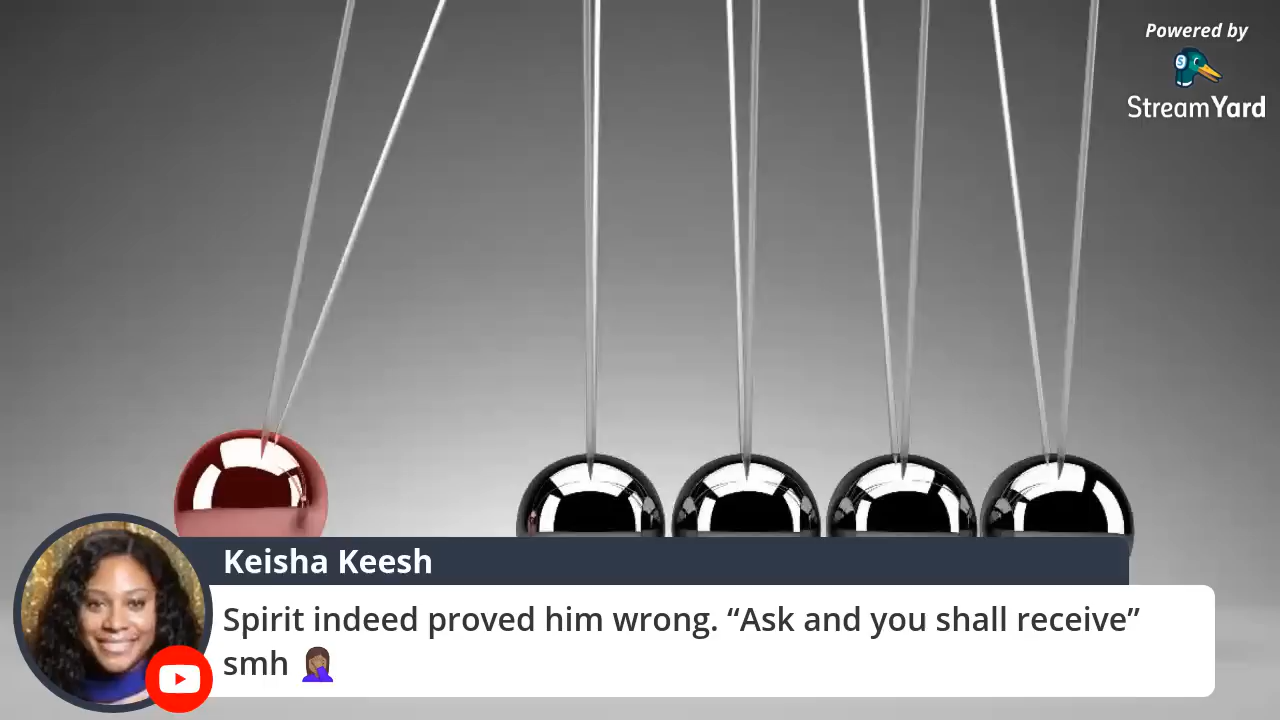 Powered by
StreamYard
Keisha Keesh
Spirit indeed proved him wrong. “Ask and you shall receive”
smh 🤦🏽‍♀️